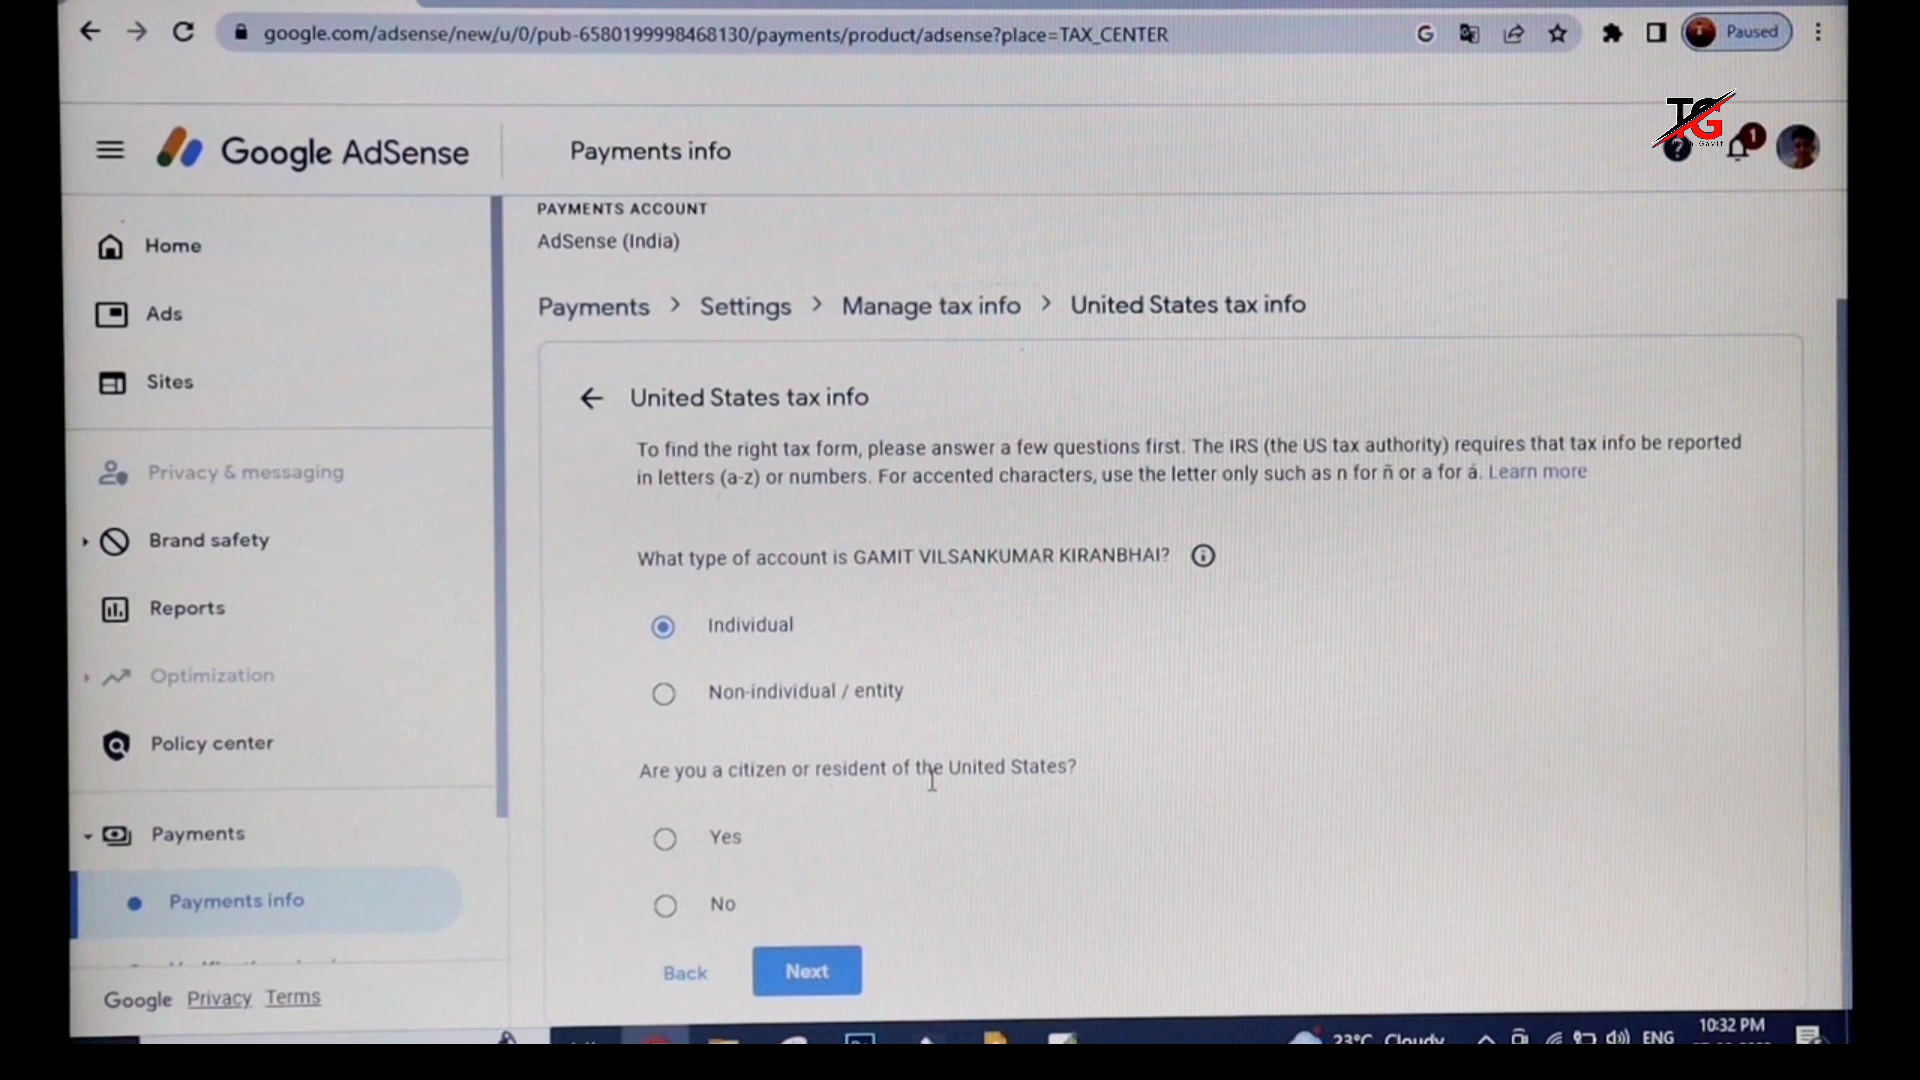 google.com/adsense/new/u/0/pub-6580199998468130/payments/product/adsense?place=TAX_CENTER
G
Paused
Google AdSense
Payments info
TG
Gavit
1
PAYMENTS ACCOUNT
AdSense (India)
Home
Ads
Sites
Privacy & messaging
Brand safety
Reports
Optimization
Policy center
Payments
Payments info
Google Privacy Terms
Payments > Settings > Manage tax info > United States tax info
United States tax info
To find the right tax form, please answer a few questions first. The IRS (the US tax authority) requires that tax info be reported
in letters (a-z) or numbers. For accented characters, use the letter only such as n for ñ or a for á. Learn more
What type of account is GAMIT VILSANKUMAR KIRANBHAI?
Individual
Non-individual / entity
Are you a citizen or resident of the United States?
Yes
No
Back
Next
23°C Cloudy
ENG
10:32 PM